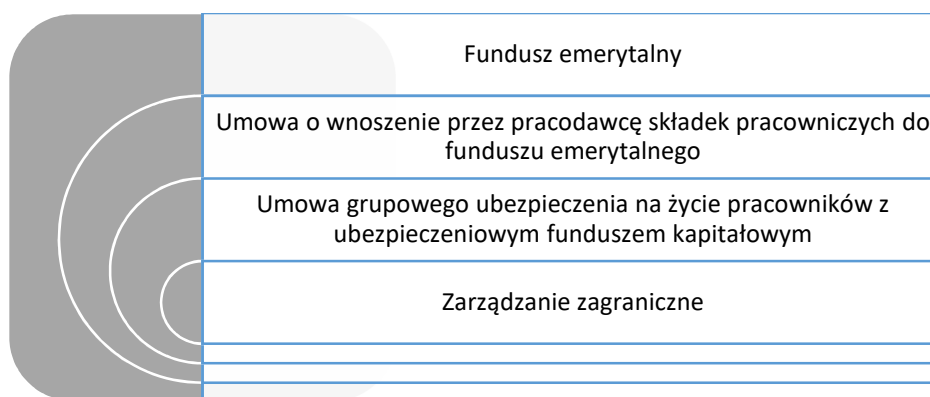 Fundusz emerytalny
Umowa o wnoszenie przez pracodawcę składek pracowniczych do
funduszu emerytalnego
Umowa grupowego ubezpieczenia na życie pracowników z
ubezpieczeniowym funduszem kapitałowym
Zarządzanie zagraniczne